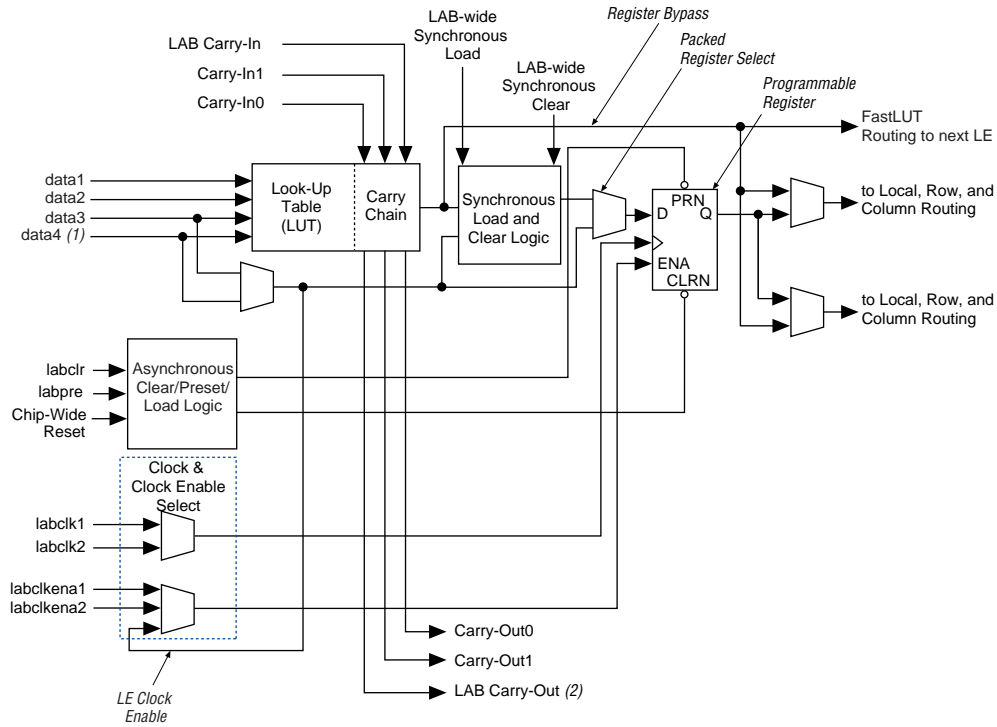 LAB-wide
Synchronous
Load
Register Bypass
Packed
Register Select
LAB Carry-In
Carry-In1
Carry-In0
LAB-wide
Synchronous
Clear
Programmable
Register
FastLUT
Routing to next LE
data1
data2
data3
data4 (1)
Look-Up
Table
(LUT)
Carry
Chain
Synchronous
Load and
Clear Logic
PRN
D
Q
ENA
CLRN
to Local, Row, and
Column Routing
to Local, Row, and
Column Routing
labclr
labpre
Chip-Wide
Reset
Asynchronous
Clear/Preset/
Load Logic
Clock &
Clock Enable
Select
labclk1
labclk2
labclkena1
labclkena2
Carry-Out0
Carry-Out1
LAB Carry-Out (2)
LE Clock
Enable